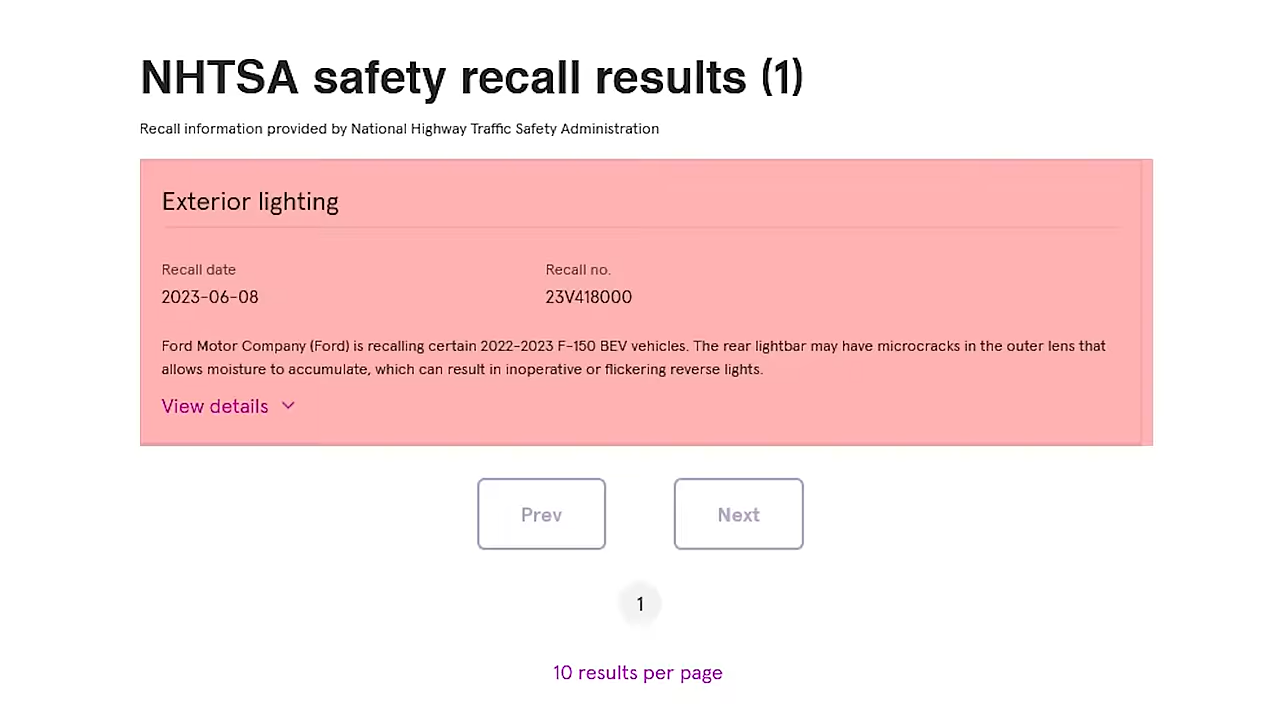 NHTSA safety recall results (1)
Recall information provided by National Highway Traffic Safety Administration
Exterior lighting
Recall date
Recall no.
2023-06-08
23V418000
Ford Motor Company (Ford) is recalling certain 2022-2023 F-150 BEV vehicles. The rear lightbar may have microcracks in the outer lens that
allows moisture to accumulate, which can result in inoperative or flickering reverse lights.
View details
Prev
Next
1
10 results per page